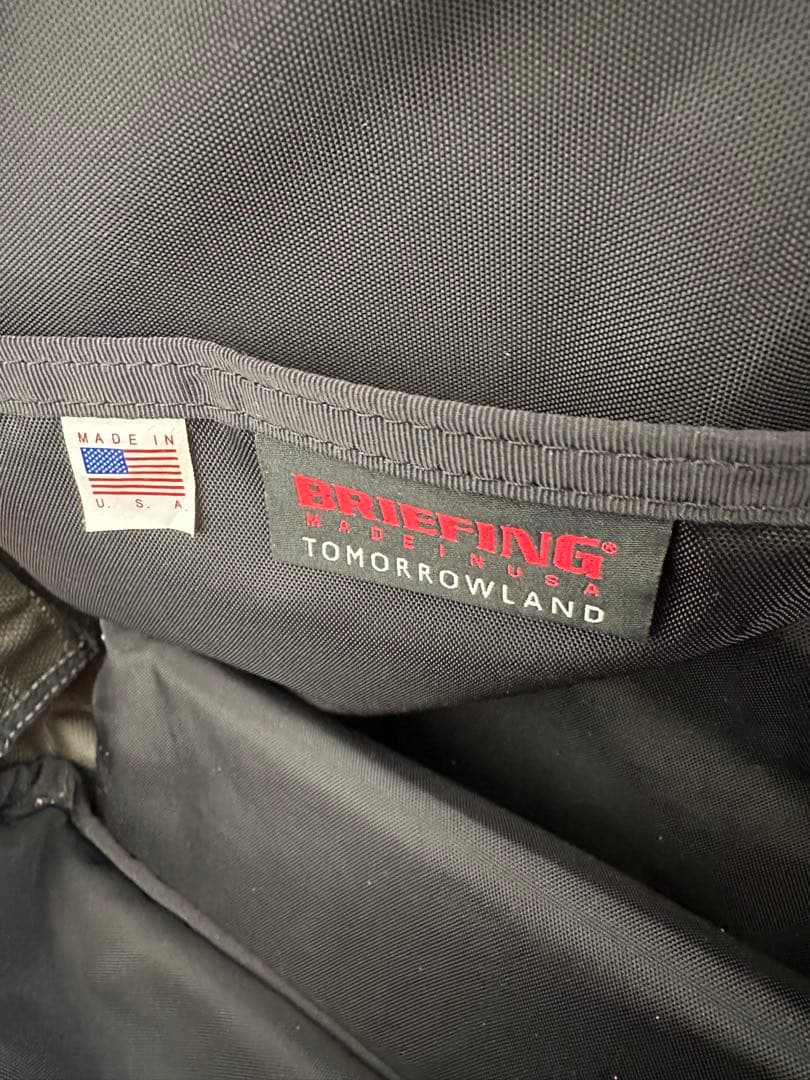 MADE IN
U. S. A.
BRIEFING®
MADE IN USA
TOMORROWLAND